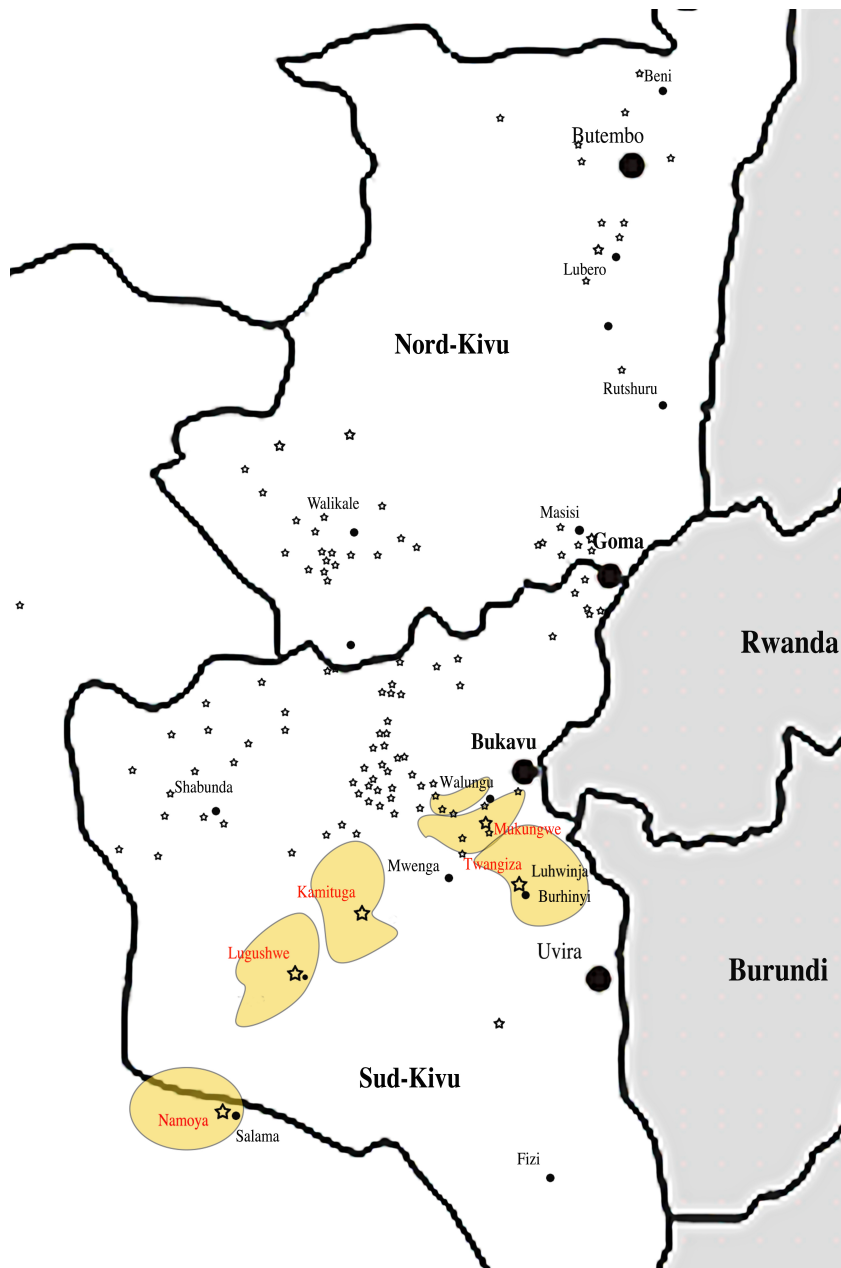 Beni
Butembo
Lubero
Nord-Kivu
Rutshuru
Walikale
Masisi
Goma
Rwanda
Bukavu
Walungu
Shabunda
Mukungwe
Twangiza
Mwenga
Luhwinja
Kamituga
Burhinyi
Uvira
Lugushwe
Burundi
Sud-Kivu
Namoya
Salama
Fizi